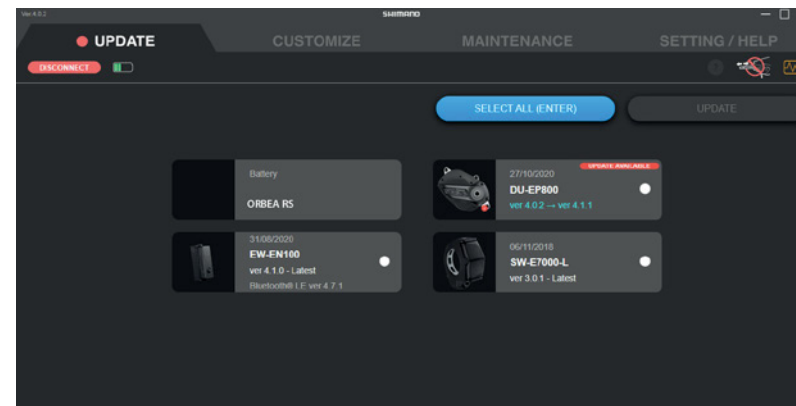 Ver.4.0.2
SHIMANO
UPDATE
CUSTOMIZE
MAINTENANCE
SETTING / HELP
DISCONNECT
SELECT ALL (ENTER)
UPDATE
Battery
ORBEA RS
27/10/2020
UPDATE AVAILABLE
DU-EP800
ver 4.0.2 → ver 4.1.1
31/08/2020
EW-EN100
ver 4.1.0 - Latest
Bluetooth® LE ver 4.7.1
06/11/2018
SW-E7000-L
ver 3.0.1 - Latest